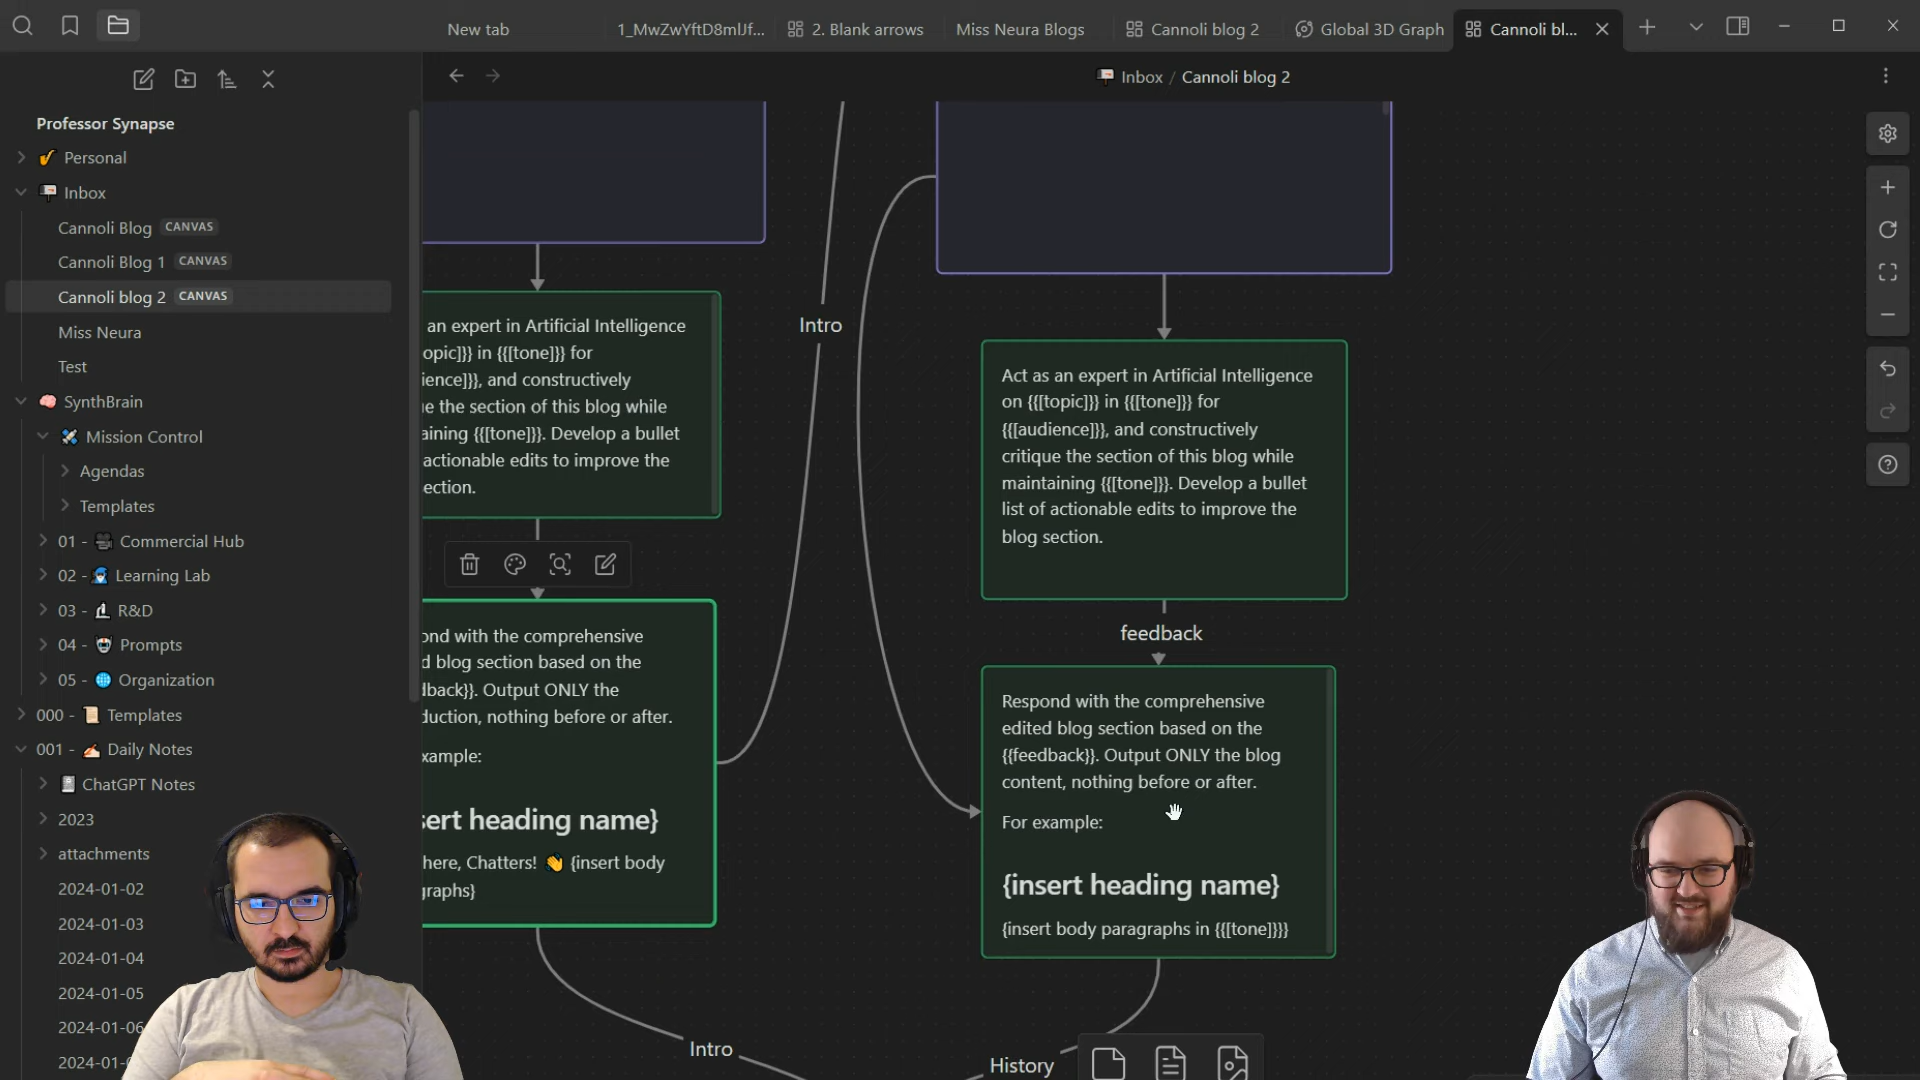 New tab
1_MwZwYftD8mlJf...
2. Blank arrows
Miss Neura Blogs
Cannoli blog 2
Global 3D Graph
Cannoli bl...
Inbox / Cannoli blog 2
Professor Synapse
Personal
Inbox
Cannoli Blog CANVAS
Cannoli Blog 1 CANVAS
Cannoli blog 2 CANVAS
Miss Neura
Test
SynthBrain
Mission Control
Agendas
Templates
01 - Commercial Hub
02 - Learning Lab
03 - R&D
04 - Prompts
05 - Organization
000 - Templates
001 - Daily Notes
ChatGPT Notes
2023
attachments
2024-01-02
2024-01-03
2024-01-04
2024-01-05
2024-01-06
2024-01-0
an expert in Artificial Intelligence
opic]}} in {{[tone]}} for
ience]}}, and constructively
ie the section of this blog while
aining {{[tone]}}. Develop a bullet
actionable edits to improve the
ection.
ond with the comprehensive
d blog section based on the
dback}}. Output ONLY the
duction, nothing before or after.
xample:
sert heading name}
here, Chatters! 👋 {insert body
graphs}
Intro
Intro
Act as an expert in Artificial Intelligence
on {{[topic]}} in {{[tone]}} for
{{[audience]}}, and constructively
critique the section of this blog while
maintaining {{[tone]}}. Develop a bullet
list of actionable edits to improve the
blog section.
feedback
Respond with the comprehensive
edited blog section based on the
{{feedback}}. Output ONLY the blog
content, nothing before or after.
For example:
{insert heading name}
{insert body paragraphs in {{[tone]}}}
History